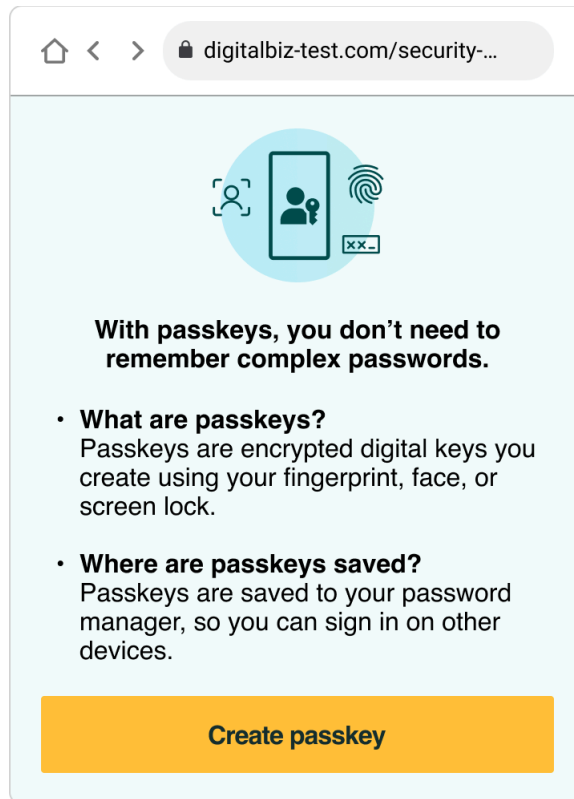 digitalbiz-test.com/security-...
xx_
With passkeys, you don’t need to
remember complex passwords.
• What are passkeys?
Passkeys are encrypted digital keys you
create using your fingerprint, face, or
screen lock.
• Where are passkeys saved?
Passkeys are saved to your password
manager, so you can sign in on other
devices.
Create passkey